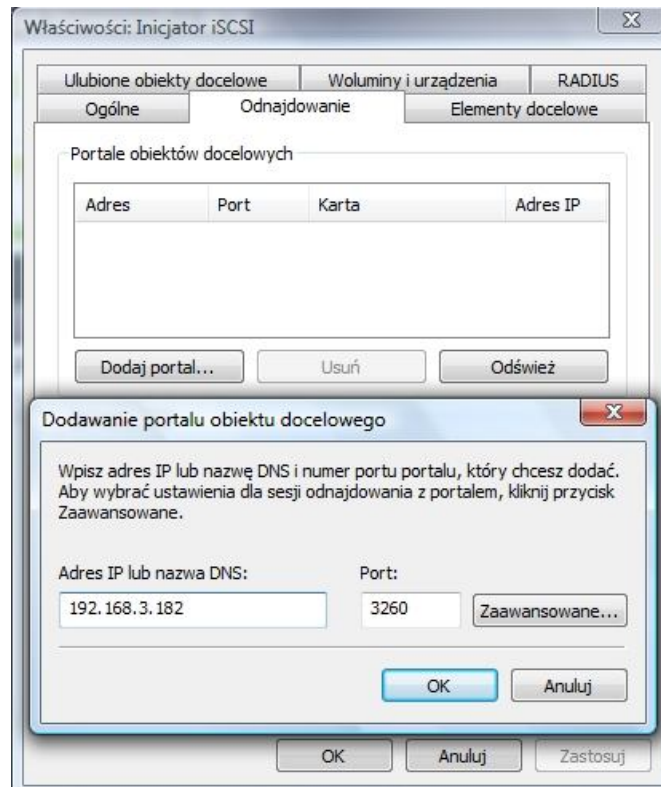 Właściwości: Inicjator iSCSI
Ulubione obiekty docelowe Woluminy i urządzenia RADIUS
Ogólne Odnajdowanie Elementy docelowe
Portale obiektów docelowych
Adres Port Karta Adres IP
Dodaj portal... Usuń Odśwież
Dodawanie portalu obiektu docelowego
Wpisz adres IP lub nazwę DNS i numer portu portalu, który chcesz dodać.
Aby wybrać ustawienia dla sesji odnajdowania z portalem, kliknij przycisk
Zaawansowane.
Adres IP lub nazwa DNS: Port:
192.168.3.182 3260 Zaawansowane...
OK Anuluj
OK Anuluj Zastosuj